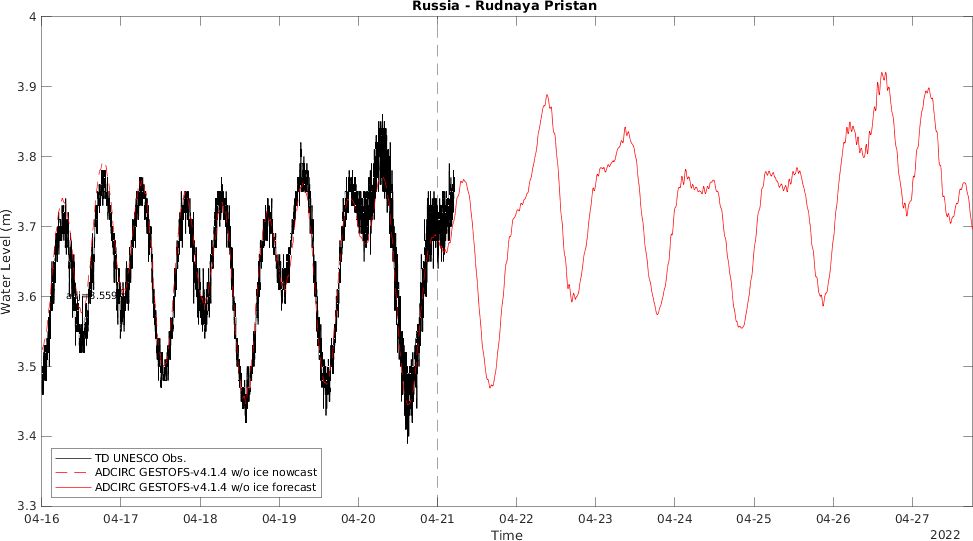 Russia - Rudnaya Pristan
4
3.9
3.8
3.7
3.6
3.5
3.4
3.3
Water Level (m)
TD UNESCO Obs.
ADCIRC GESTOFS-v4.1.4 w/o ice nowcast
ADCIRC GESTOFS-v4.1.4 w/o ice forecast
04-16 04-17 04-18 04-19 04-20 04-21 04-22 04-23 04-24 04-25 04-26 04-27
Time
2022